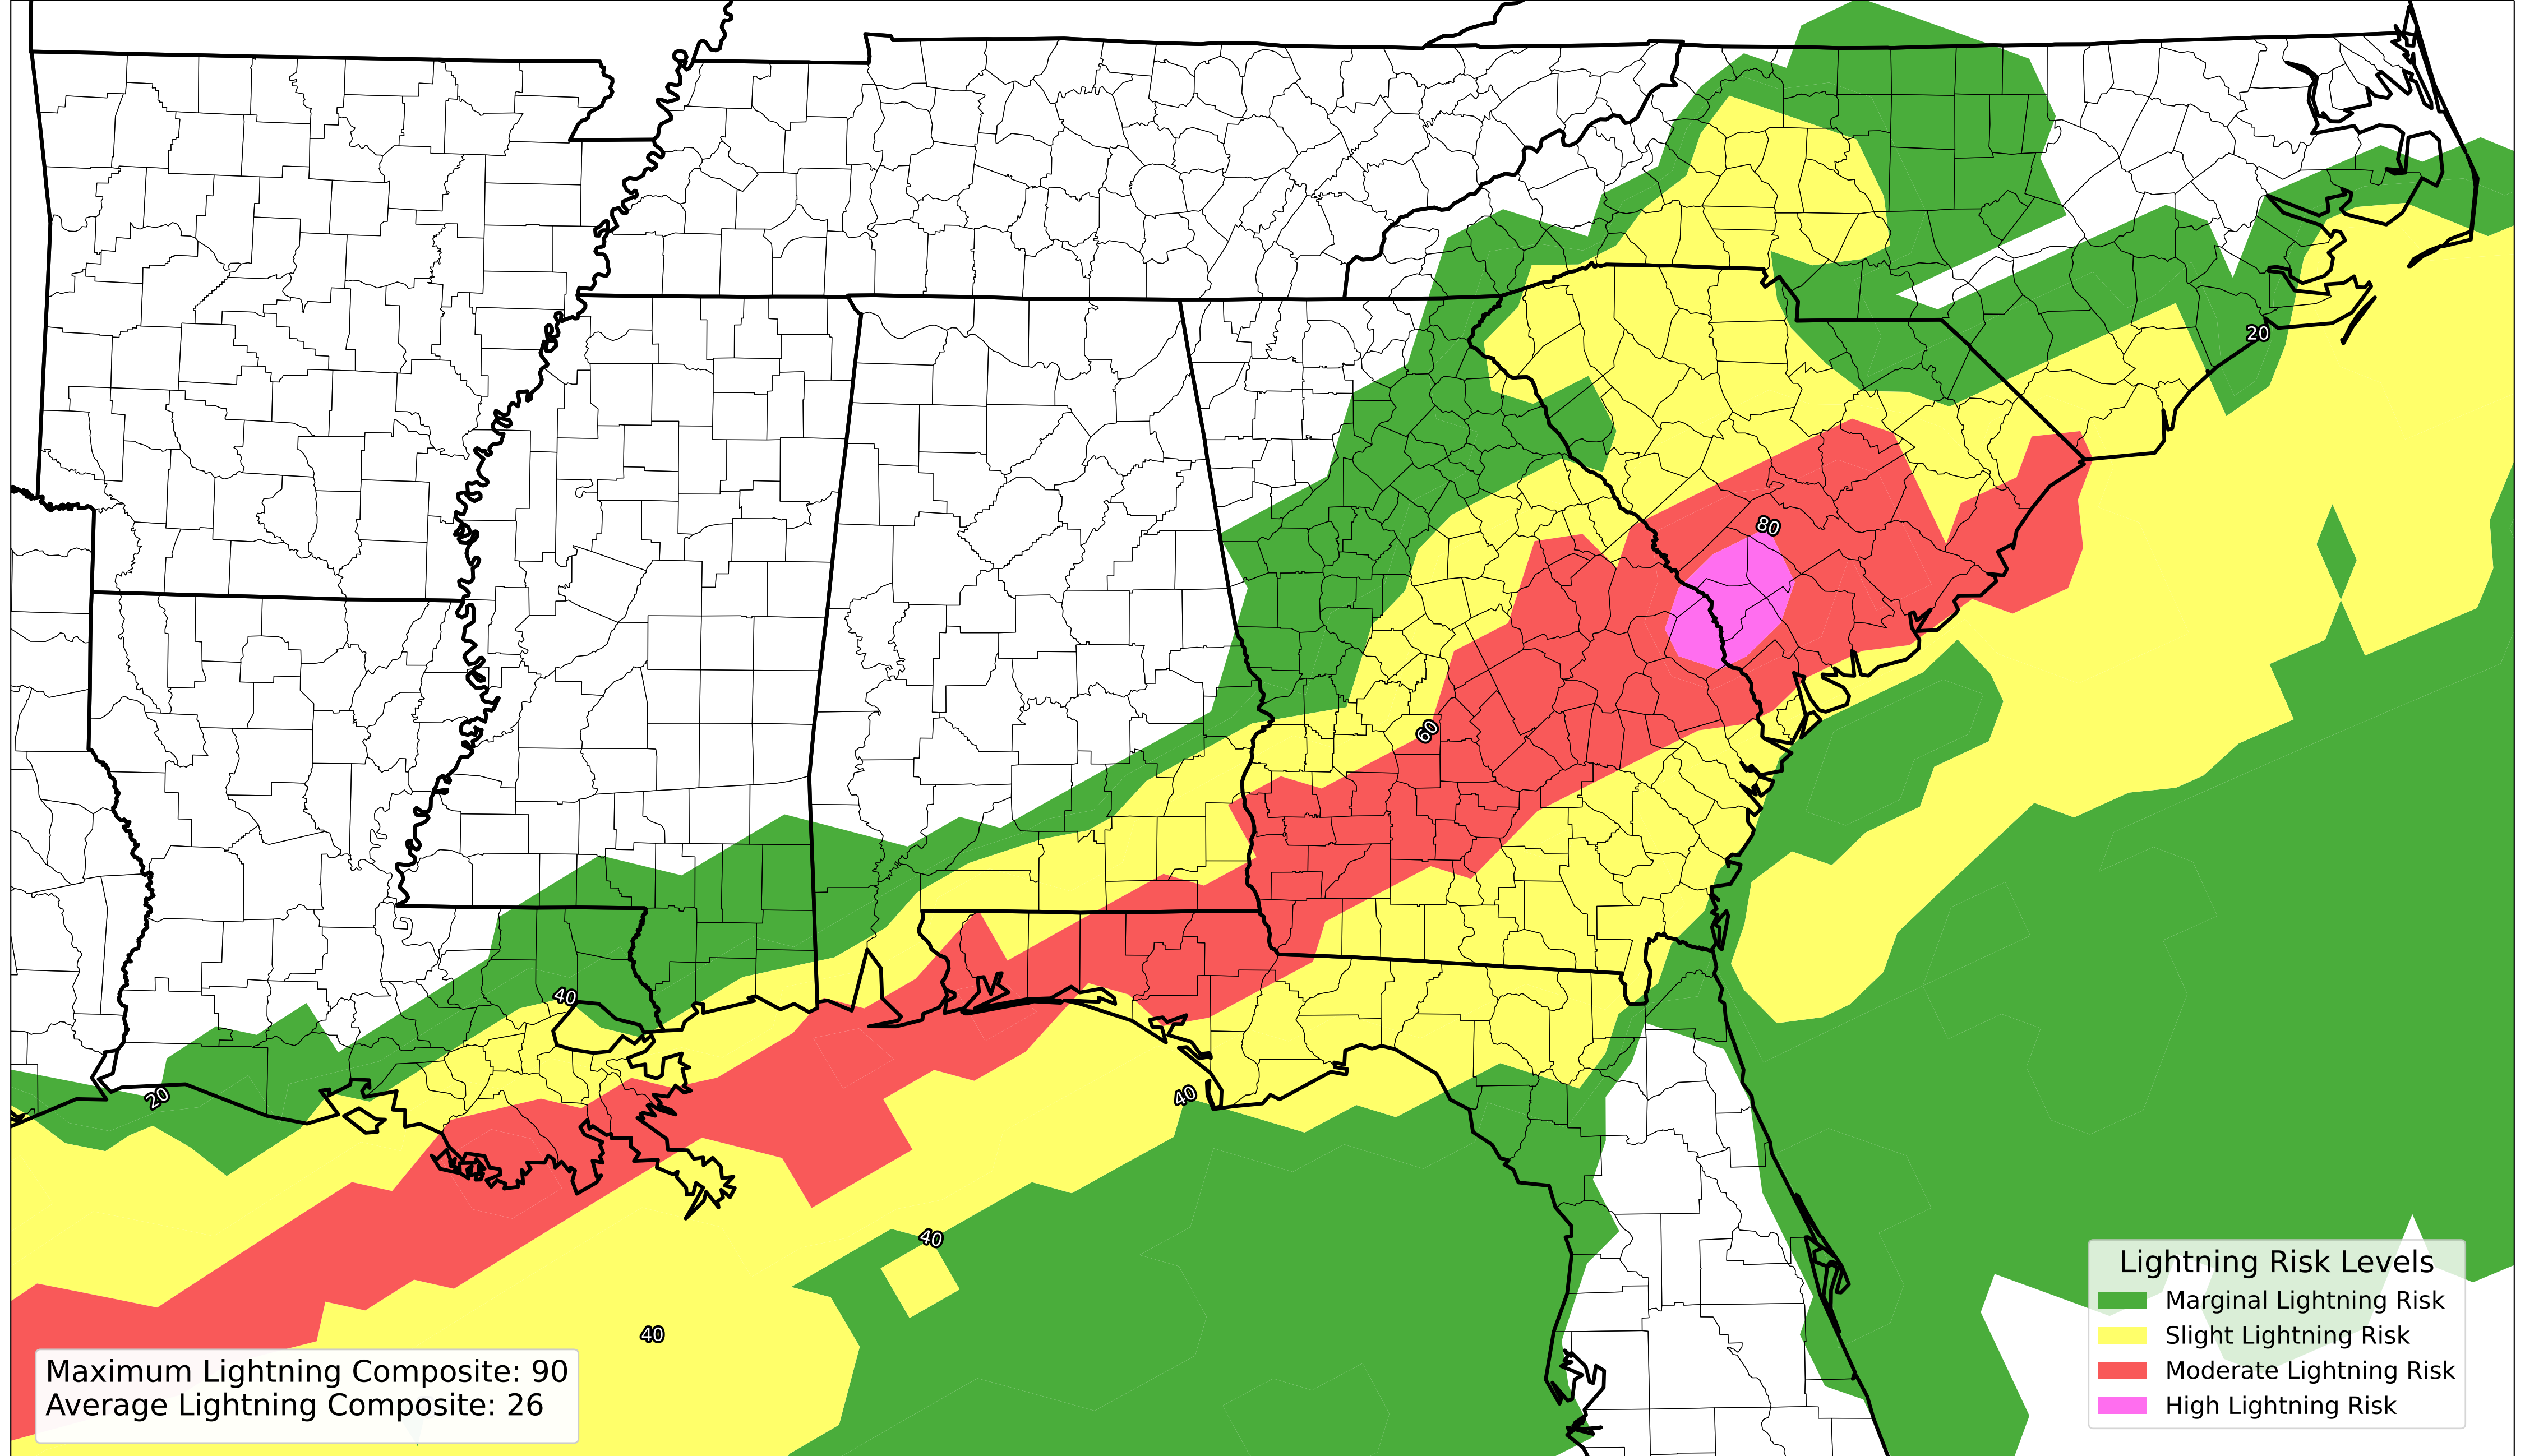 20
80
60
40
20
40
40
40
Lightning Risk Levels
Marginal Lightning Risk
Slight Lightning Risk
Moderate Lightning Risk
High Lightning Risk
Maximum Lightning Composite: 90
Average Lightning Composite: 26